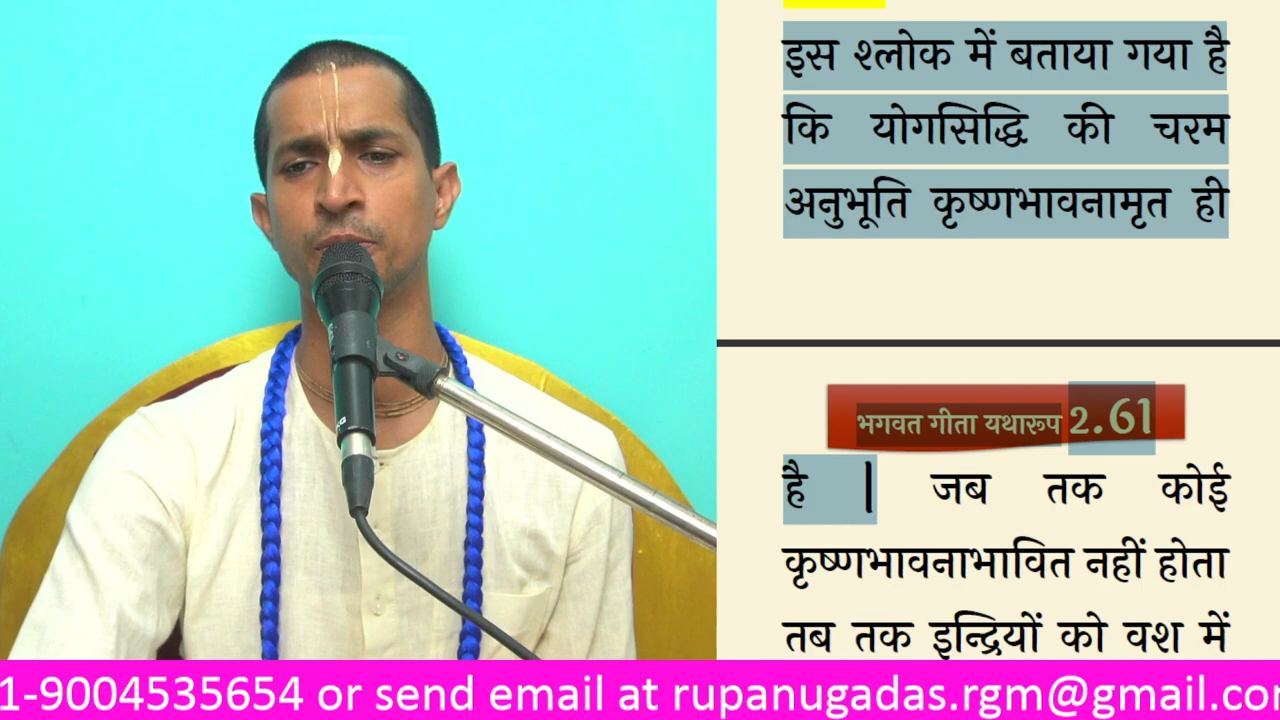 इस श्लोक में बताया गया है
कि योगसिद्धि की चरम
अनुभूति कृष्णभावनामृत ही
भगवत गीता यथारूप 2.61
है | जब तक कोई
कृष्णभावनाभावित नहीं होता
तब तक इन्द्रियों को वश में
1-9004535654 or send email at rupanugadas.rgm@gmail.com